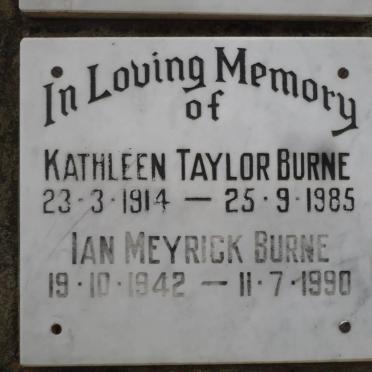 In Loving Memory
of
KATHLEEN TAYLOR BURNE
23·3·1914 — 25·9·1985
IAN MEYRICK BURNE
19·10·1942 — 11·7·1990